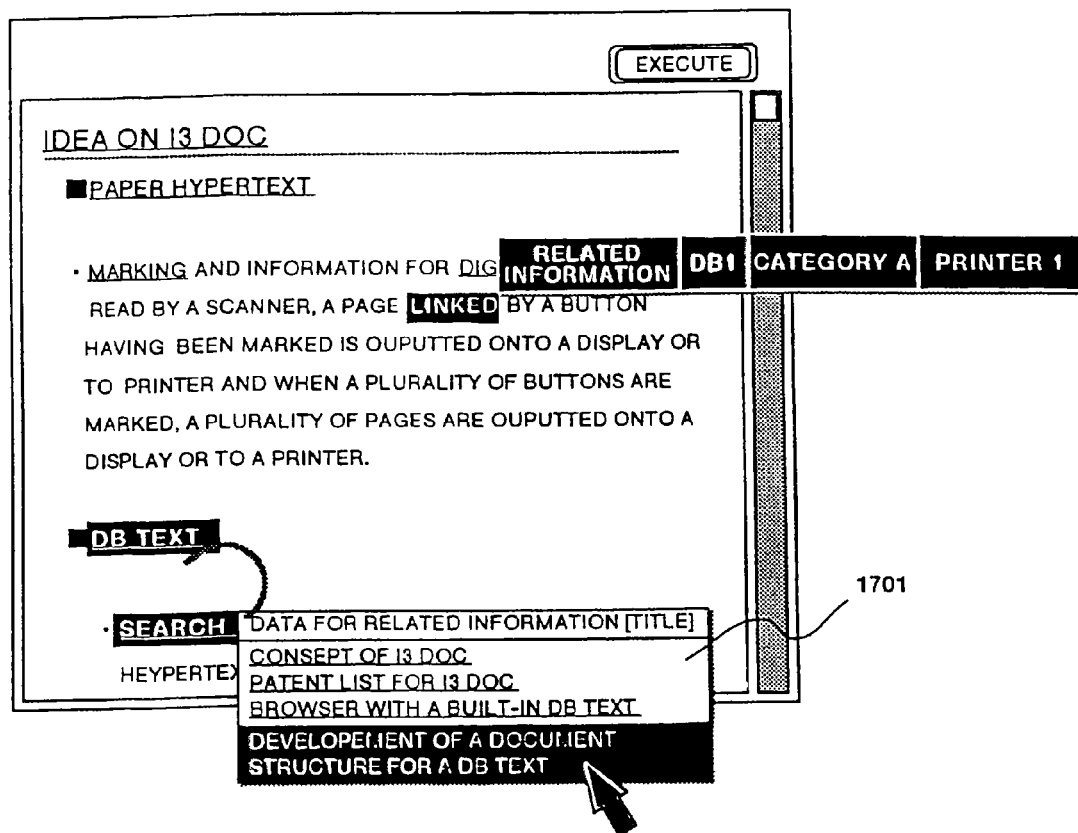 EXECUTE
IDEA ON I3 DOC
PAPER HYPERTEXT
RELATED INFORMATION DB1 CATEGORY A PRINTER 1
· MARKING AND INFORMATION FOR DIG
READ BY A SCANNER, A PAGE LINKED BY A BUTTON
HAVING BEEN MARKED IS OUPUTTED ONTO A DISPLAY OR
TO PRINTER AND WHEN A PLURALITY OF BUTTONS ARE
MARKED, A PLURALITY OF PAGES ARE OUPUTTED ONTO A
DISPLAY OR TO A PRINTER.
DB TEXT
1701
· SEARCH
DATA FOR RELATED INFORMATION [TITLE]
HEYPERTEX
CONSEPT OF I3 DOC
PATENT LIST FOR I3 DOC
BROWSER WITH A BUILT-IN DB TEXT
DEVELOPEMENT OF A DOCUMENT
STRUCTURE FOR A DB TEXT